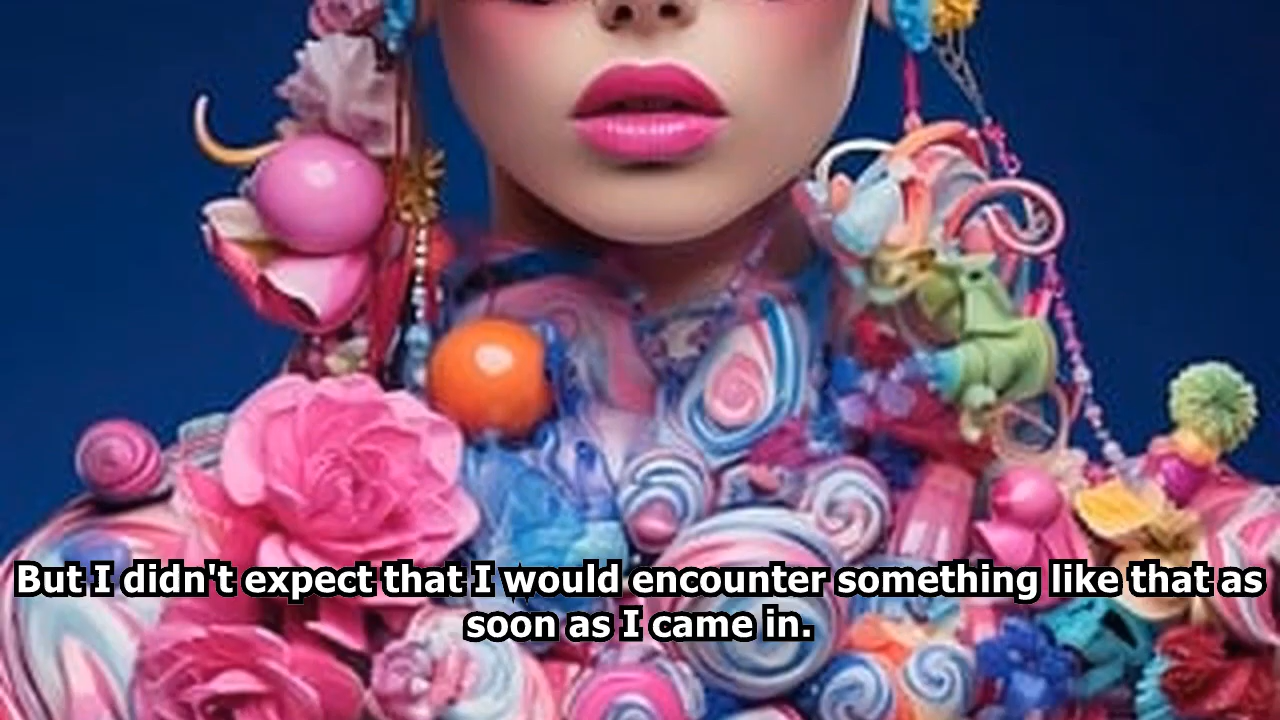 But I didn't expect that I would encounter something like that as
soon as I came in.